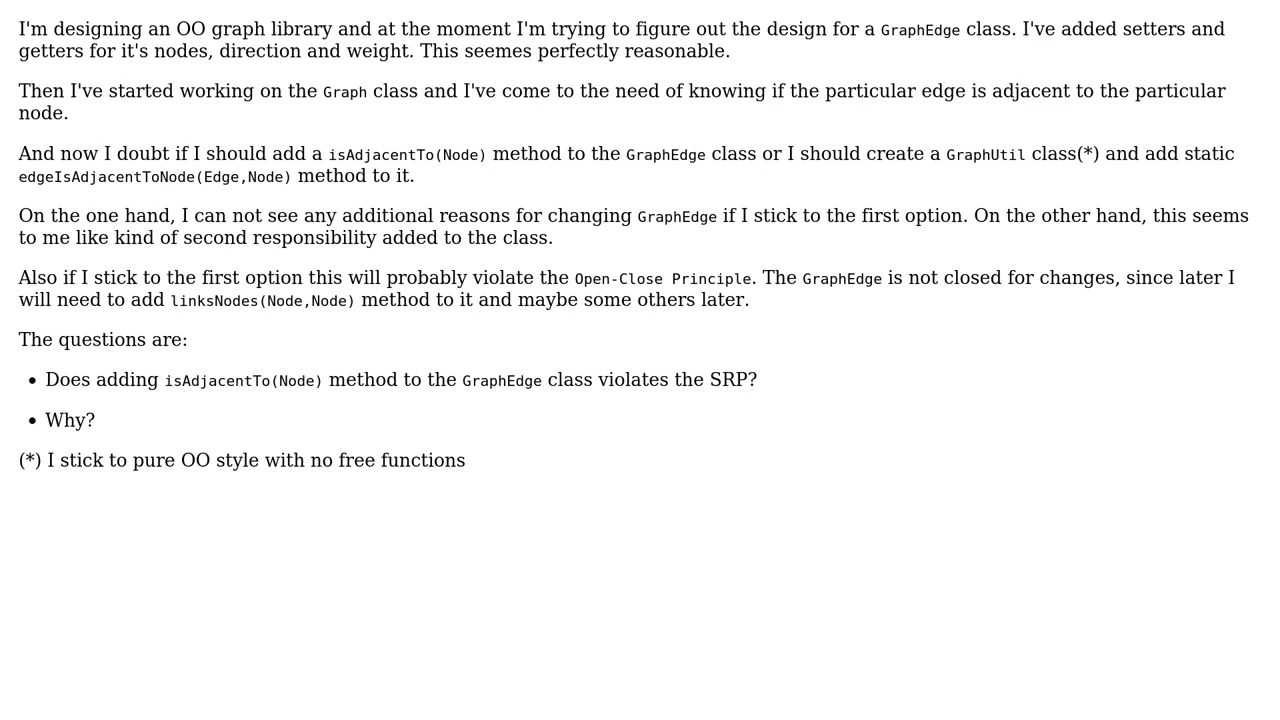 I'm designing an OO graph library and at the moment I'm trying to figure out the design for a GraphEdge class. I've added setters and
getters for it's nodes, direction and weight. This seemes perfectly reasonable.
Then I've started working on the Graph class and I've come to the need of knowing if the particular edge is adjacent to the particular
node.
And now I doubt if I should add a isAdjacentTo(Node) method to the GraphEdge class or I should create a GraphUtil class(*) and add static
edgeIsAdjacentToNode(Edge,Node) method to it.
On the one hand, I can not see any additional reasons for changing GraphEdge if I stick to the first option. On the other hand, this seems
to me like kind of second responsibility added to the class.
Also if I stick to the first option this will probably violate the Open-Close Principle. The GraphEdge is not closed for changes, since later I
will need to add linksNodes(Node,Node) method to it and maybe some others later.
The questions are:
• Does adding isAdjacentTo(Node) method to the GraphEdge class violates the SRP?
• Why?
(*) I stick to pure OO style with no free functions